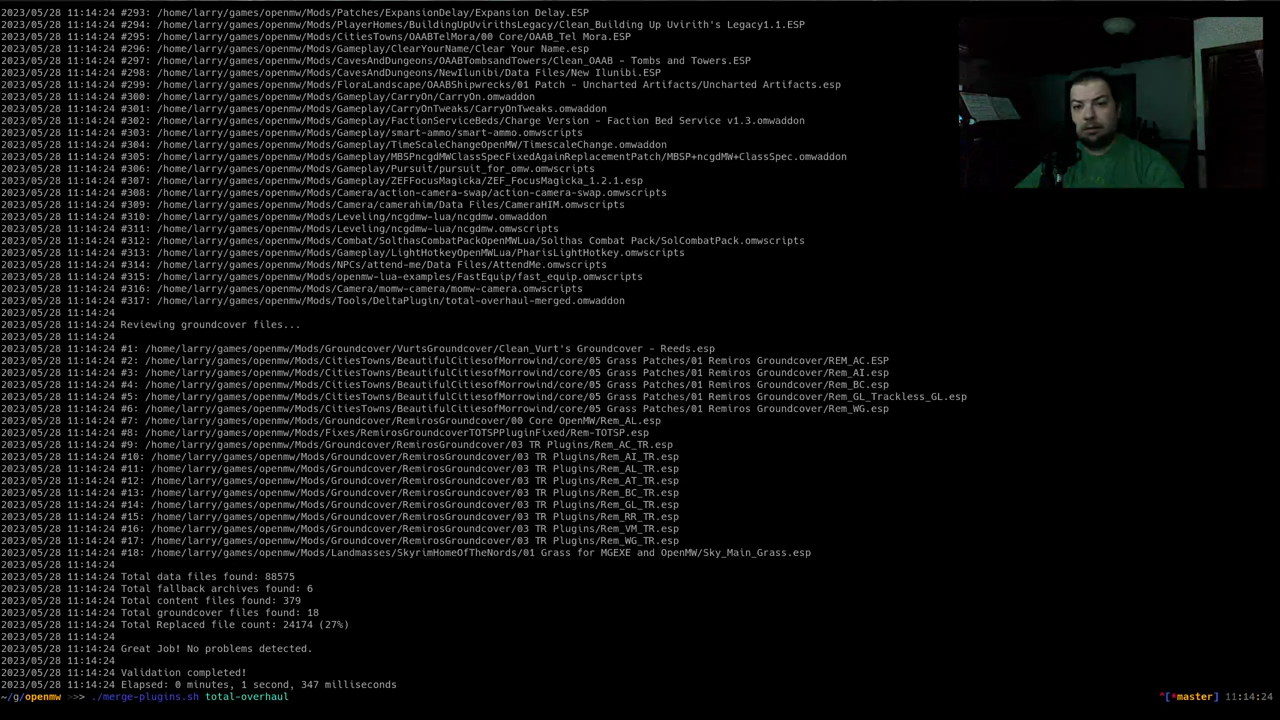 2023/05/28 11:14:24 #293: /home/larry/games/openmw/Mods/Patches/ExpansionDelay/Expansion Delay.ESP
2023/05/28 11:14:24 #294: /home/larry/games/openmw/Mods/PlayerHomes/BuildingUpUvirithsLegacy/Clean_Building Up Uvirith's Legacy1.1.ESP
2023/05/28 11:14:24 #295: /home/larry/games/openmw/Mods/CitiesTowns/OAABTelMora/00 Core/OAAB_Tel Mora.ESP
2023/05/28 11:14:24 #296: /home/larry/games/openmw/Mods/Gameplay/ClearYourName/Clear Your Name.esp
2023/05/28 11:14:24 #297: /home/larry/games/openmw/Mods/CavesAndDungeons/OAABTombsandTowers/Clean_OAAB - Tombs and Towers.ESP
2023/05/28 11:14:24 #298: /home/larry/games/openmw/Mods/CavesAndDungeons/NewIlunibi/Data Files/New Ilunibi.ESP
2023/05/28 11:14:24 #299: /home/larry/games/openmw/Mods/FloraLandscape/OAABShipwrecks/01 Patch - Uncharted Artifacts/Uncharted Artifacts.esp
2023/05/28 11:14:24 #300: /home/larry/games/openmw/Mods/Gameplay/CarryOn/CarryOn.omwaddon
2023/05/28 11:14:24 #301: /home/larry/games/openmw/Mods/Gameplay/CarryOnTweaks/CarryOnTweaks.omwaddon
2023/05/28 11:14:24 #302: /home/larry/games/openmw/Mods/Gameplay/FactionServiceBeds/Charge Version - Faction Bed Service v1.3.omwaddon
2023/05/28 11:14:24 #303: /home/larry/games/openmw/Mods/Gameplay/smart-ammo/smart-ammo.omwscripts
2023/05/28 11:14:24 #304: /home/larry/games/openmw/Mods/Gameplay/TimeScaleChangeOpenMW/TimescaleChange.omwaddon
2023/05/28 11:14:24 #305: /home/larry/games/openmw/Mods/Gameplay/MBSPncgdMWClassSpecFixedAgainReplacementPatch/MBSP+ncgdMW+ClassSpec.omwaddon
2023/05/28 11:14:24 #306: /home/larry/games/openmw/Mods/Gameplay/Pursuit/pursuit_for_omw.omwscripts
2023/05/28 11:14:24 #307: /home/larry/games/openmw/Mods/Gameplay/ZEFFocusMagicka/ZEF_FocusMagicka_1.2.1.esp
2023/05/28 11:14:24 #308: /home/larry/games/openmw/Mods/Camera/action-camera-swap/action-camera-swap.omwscripts
2023/05/28 11:14:24 #309: /home/larry/games/openmw/Mods/Camera/camerahim/Data Files/CameraHIM.omwscripts
2023/05/28 11:14:24 #310: /home/larry/games/openmw/Mods/Leveling/ncgdmw-lua/ncgdmw.omwaddon
2023/05/28 11:14:24 #311: /home/larry/games/openmw/Mods/Leveling/ncgdmw-lua/ncgdmw.omwscripts
2023/05/28 11:14:24 #312: /home/larry/games/openmw/Mods/Combat/SolthasCombatPackOpenMWLua/Solthas Combat Pack/SolCombatPack.omwscripts
2023/05/28 11:14:24 #313: /home/larry/games/openmw/Mods/Gameplay/LightHotkeyOpenMWLua/PharisLightHotkey.omwscripts
2023/05/28 11:14:24 #314: /home/larry/games/openmw/Mods/NPCs/attend-me/Data Files/AttendMe.omwscripts
2023/05/28 11:14:24 #315: /home/larry/games/openmw/Mods/openmw-lua-examples/FastEquip/fast_equip.omwscripts
2023/05/28 11:14:24 #316: /home/larry/games/openmw/Mods/Camera/momw-camera/momw-camera.omwscripts
2023/05/28 11:14:24 #317: /home/larry/games/openmw/Mods/Tools/DeltaPlugin/total-overhaul-merged.omwaddon
2023/05/28 11:14:24
2023/05/28 11:14:24 Reviewing groundcover files...
2023/05/28 11:14:24
2023/05/28 11:14:24 #1: /home/larry/games/openmw/Mods/Groundcover/VurtsGroundcover/Clean_Vurt's Groundcover - Reeds.esp
2023/05/28 11:14:24 #2: /home/larry/games/openmw/Mods/CitiesTowns/BeautifulCitiesofMorrowind/core/05 Grass Patches/01 Remiros Groundcover/REM_AC.ESP
2023/05/28 11:14:24 #3: /home/larry/games/openmw/Mods/CitiesTowns/BeautifulCitiesofMorrowind/core/05 Grass Patches/01 Remiros Groundcover/Rem_AI.esp
2023/05/28 11:14:24 #4: /home/larry/games/openmw/Mods/CitiesTowns/BeautifulCitiesofMorrowind/core/05 Grass Patches/01 Remiros Groundcover/Rem_BC.esp
2023/05/28 11:14:24 #5: /home/larry/games/openmw/Mods/CitiesTowns/BeautifulCitiesofMorrowind/core/05 Grass Patches/01 Remiros Groundcover/Rem_GL_Trackless_GL.esp
2023/05/28 11:14:24 #6: /home/larry/games/openmw/Mods/CitiesTowns/BeautifulCitiesofMorrowind/core/05 Grass Patches/01 Remiros Groundcover/Rem_WG.esp
2023/05/28 11:14:24 #7: /home/larry/games/openmw/Mods/Groundcover/RemirosGroundcover/00 Core OpenMW/Rem_AL.esp
2023/05/28 11:14:24 #8: /home/larry/games/openmw/Mods/Fixes/RemirosGroundcoverTOTSPPluginFixed/Rem-TOTSP.esp
2023/05/28 11:14:24 #9: /home/larry/games/openmw/Mods/Groundcover/RemirosGroundcover/03 TR Plugins/Rem_AC_TR.esp
2023/05/28 11:14:24 #10: /home/larry/games/openmw/Mods/Groundcover/RemirosGroundcover/03 TR Plugins/Rem_AI_TR.esp
2023/05/28 11:14:24 #11: /home/larry/games/openmw/Mods/Groundcover/RemirosGroundcover/03 TR Plugins/Rem_AL_TR.esp
2023/05/28 11:14:24 #12: /home/larry/games/openmw/Mods/Groundcover/RemirosGroundcover/03 TR Plugins/Rem_AT_TR.esp
2023/05/28 11:14:24 #13: /home/larry/games/openmw/Mods/Groundcover/RemirosGroundcover/03 TR Plugins/Rem_BC_TR.esp
2023/05/28 11:14:24 #14: /home/larry/games/openmw/Mods/Groundcover/RemirosGroundcover/03 TR Plugins/Rem_GL_TR.esp
2023/05/28 11:14:24 #15: /home/larry/games/openmw/Mods/Groundcover/RemirosGroundcover/03 TR Plugins/Rem_RR_TR.esp
2023/05/28 11:14:24 #16: /home/larry/games/openmw/Mods/Groundcover/RemirosGroundcover/03 TR Plugins/Rem_VM_TR.esp
2023/05/28 11:14:24 #17: /home/larry/games/openmw/Mods/Groundcover/RemirosGroundcover/03 TR Plugins/Rem_WG_TR.esp
2023/05/28 11:14:24 #18: /home/larry/games/openmw/Mods/Landmasses/SkyrimHomeOfTheNords/01 Grass for MGEXE and OpenMW/Sky_Main_Grass.esp
2023/05/28 11:14:24
2023/05/28 11:14:24 Total data files found: 88575
2023/05/28 11:14:24 Total fallback archives found: 6
2023/05/28 11:14:24 Total content files found: 379
2023/05/28 11:14:24 Total groundcover files found: 18
2023/05/28 11:14:24 Total Replaced file count: 24174 (27%)
2023/05/28 11:14:24
2023/05/28 11:14:24 Great Job! No problems detected.
2023/05/28 11:14:24
2023/05/28 11:14:24 Validation completed!
2023/05/28 11:14:24 Elapsed: 0 minutes, 1 second, 347 milliseconds
~/g/openmw >>> ./merge-plugins.sh total-overhaul ^[*master] 11:14:24